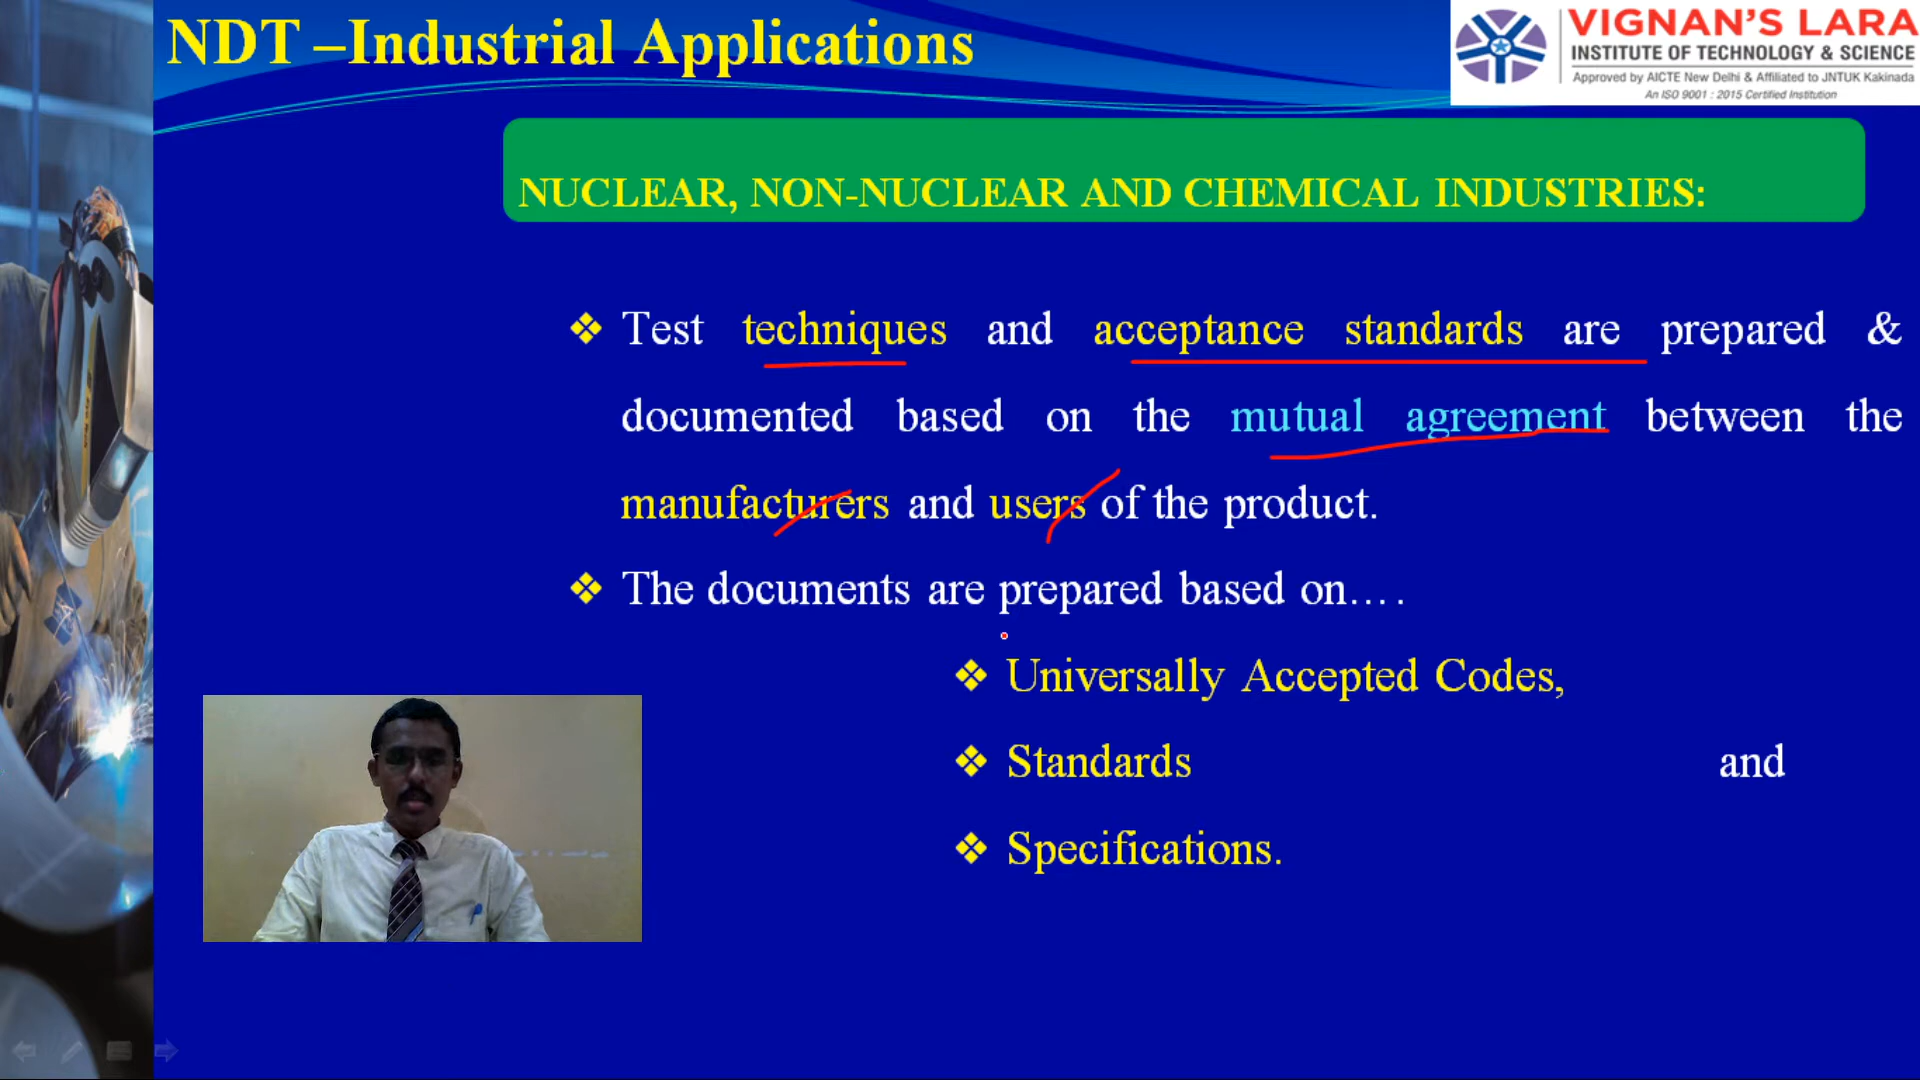 NDT –Industrial Applications
VIGNAN'S LARA
INSTITUTE OF TECHNOLOGY & SCIENCE
Approved by AICTE New Delhi & Affiliated to JNTUK Kakinada
An ISO 9001 : 2015 Certified Institution
NUCLEAR, NON-NUCLEAR AND CHEMICAL INDUSTRIES:
❖ Test techniques and acceptance standards are prepared &
documented based on the mutual agreement between the
manufacturers and users of the product.
❖ The documents are prepared based on….
❖ Universally Accepted Codes,
❖ Standards and
❖ Specifications.